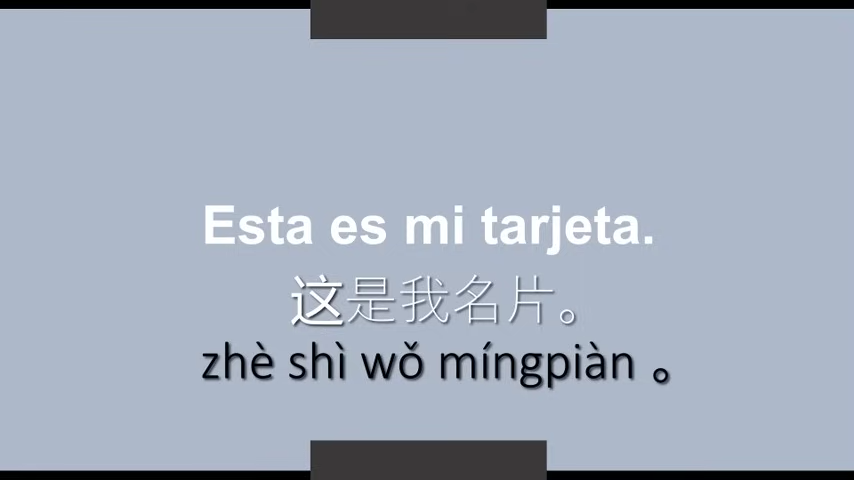 Esta es mi tarjeta.
这是我名片。
zhè shì wǒ míngpiàn 。